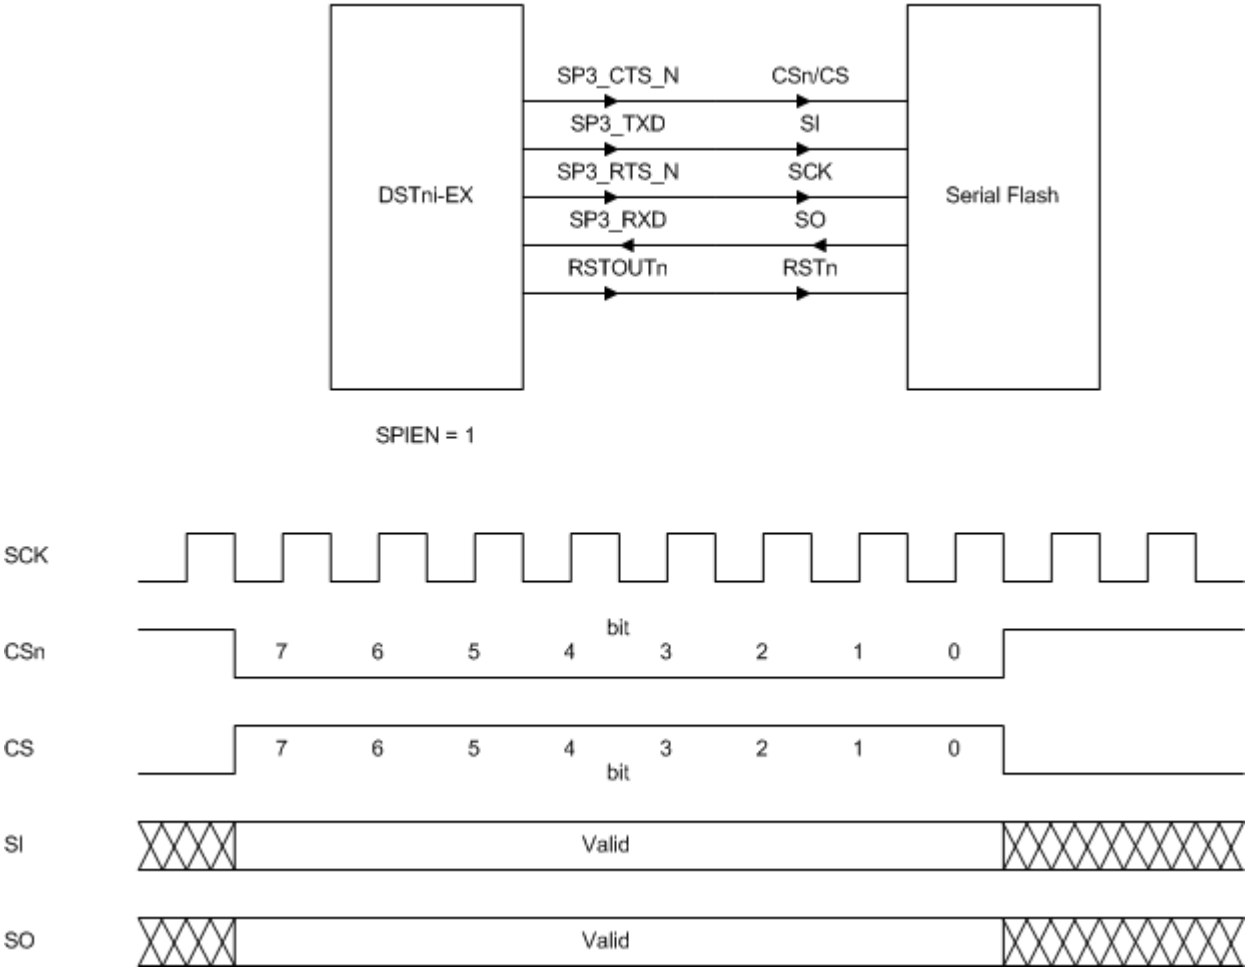 SP3_CTS_N CSn/CS
SP3_TXD SI
SP3_RTS_N SCK
DSTni-EX Serial Flash
SP3_RXD SO
RSTOUTn RSTn
SPIEN = 1
SCK
bit
CSn 7 6 5 4 3 2 1 0
CS 7 6 5 4 3 2 1 0
bit
SI Valid
SO Valid